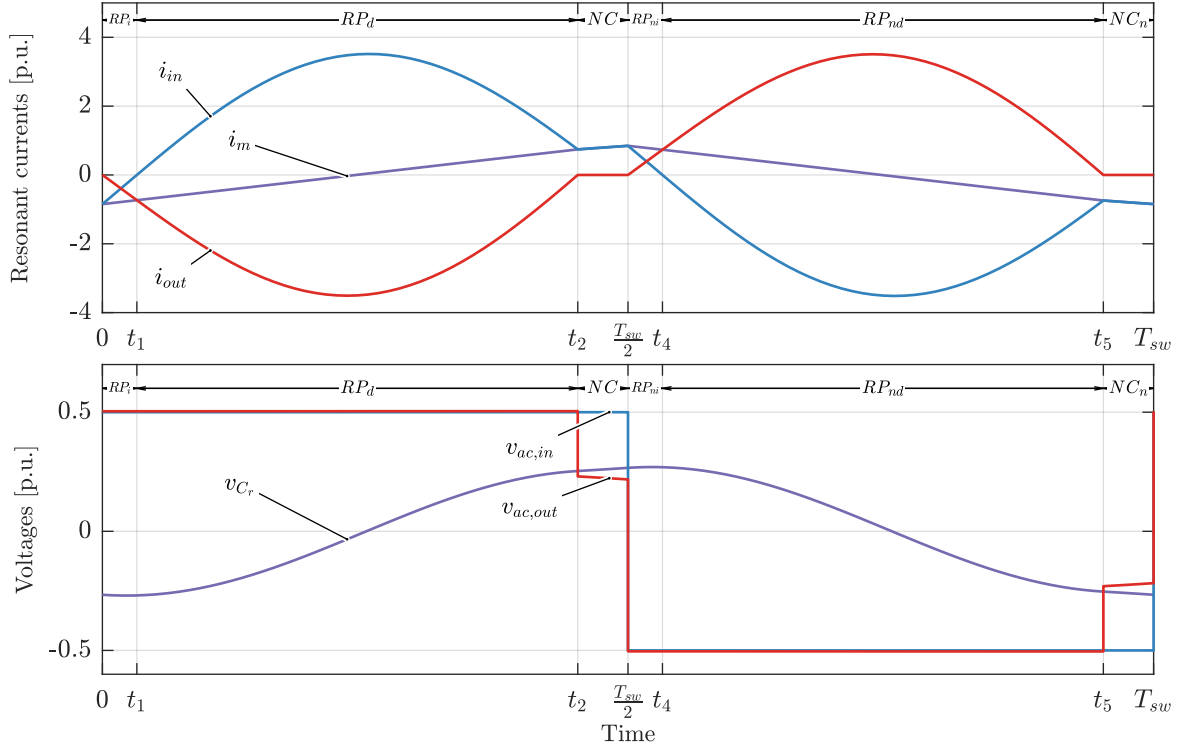 RP_i RP_d NC RP_ni RP_nd NC_n
Resonant currents [p.u.]
4
2
0
-2
-4
i_in
i_m
i_out
0 t_1 t_2 T_sw/2 t_4 t_5 T_sw
RP_i RP_d NC RP_ni RP_nd NC_n
Voltages [p.u.]
0.5
0
-0.5
v_ac,in
v_C_r
v_ac,out
0 t_1 t_2 T_sw/2 t_4 t_5 T_sw
Time